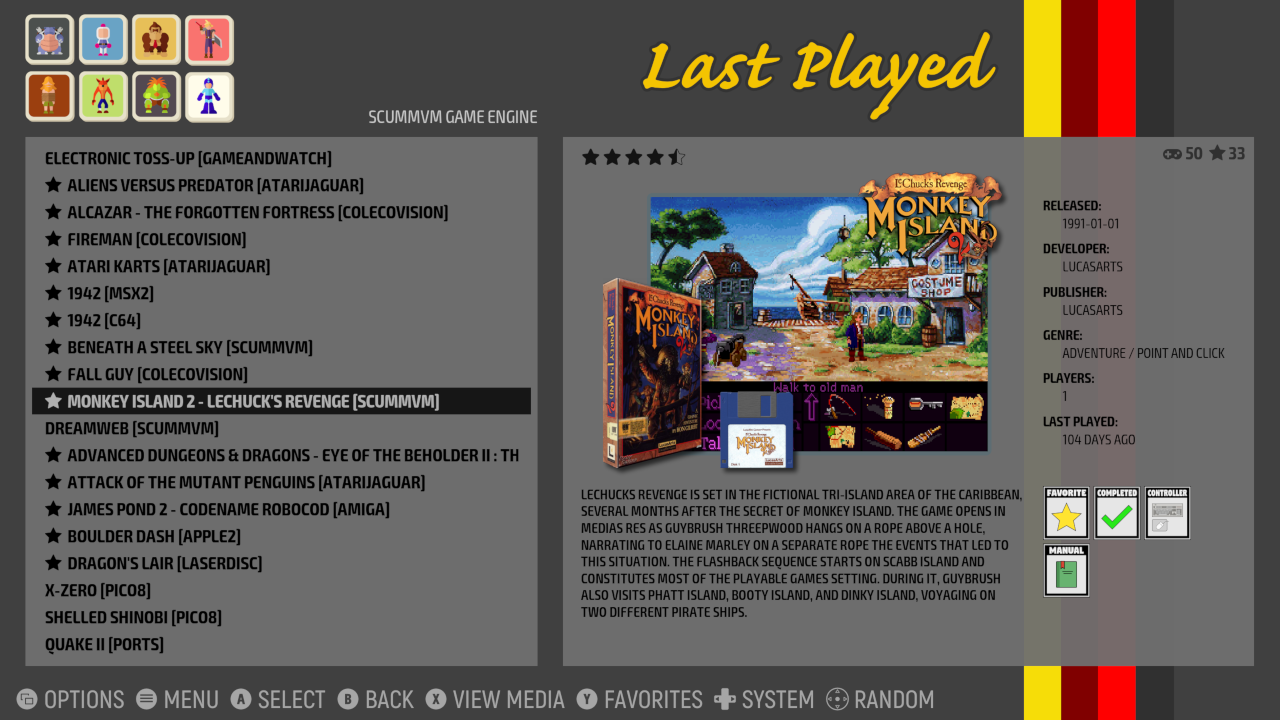 Last Played
SCUMMVM GAME ENGINE
ELECTRONIC TOSS-UP [GAMEANDWATCH]
ALIENS VERSUS PREDATOR [ATARIJAGUAR]
ALCAZAR - THE FORGOTTEN FORTRESS [COLECOVISION]
FIREMAN [COLECOVISION]
ATARI KARTS [ATARIJAGUAR]
1942 [MSX2]
1942 [C64]
BENEATH A STEEL SKY [SCUMMVM]
FALL GUY [COLECOVISION]
MONKEY ISLAND 2 - LECHUCK'S REVENGE [SCUMMVM]
DREAMWEB [SCUMMVM]
ADVANCED DUNGEONS & DRAGONS - EYE OF THE BEHOLDER II : TH
ATTACK OF THE MUTANT PENGUINS [ATARIJAGUAR]
JAMES POND 2 - CODENAME ROBOCOD [AMIGA]
BOULDER DASH [APPLE2]
DRAGON'S LAIR [LASERDISC]
X-ZERO [PICO8]
SHELLED SHINOBI [PICO8]
QUAKE II [PORTS]
50 33
LeChuck's Revenge
MONKEY
ISLAND 2
COSTUME
SHOP
LeChuck's Revenge
MONKEY
ISLAND 2
MONKEY ISLAND 2
Walk to old man
MONKEY
ISLAND
LECHUCKS REVENGE IS SET IN THE FICTIONAL TRI-ISLAND AREA OF THE CARIBBEAN,
SEVERAL MONTHS AFTER THE SECRET OF MONKEY ISLAND. THE GAME OPENS IN
MEDIAS RES AS GUYBRUSH THREEPWOOD HANGS ON A ROPE ABOVE A HOLE,
NARRATING TO ELAINE MARLEY ON A SEPARATE ROPE THE EVENTS THAT LED TO
THIS SITUATION. THE FLASHBACK SEQUENCE STARTS ON SCABB ISLAND AND
CONSTITUTES MOST OF THE PLAYABLE GAMES SETTING. DURING IT, GUYBRUSH
ALSO VISITS PHATT ISLAND, BOOTY ISLAND, AND DINKY ISLAND, VOYAGING ON
TWO DIFFERENT PIRATE SHIPS.
RELEASED:
1991-01-01
DEVELOPER:
LUCASARTS
PUBLISHER:
LUCASARTS
GENRE:
ADVENTURE / POINT AND CLICK
PLAYERS:
1
LAST PLAYED:
104 DAYS AGO
FAVORITE COMPLETED CONTROLLER
MANUAL
OPTIONS MENU A SELECT B BACK X VIEW MEDIA Y FAVORITES SYSTEM RANDOM